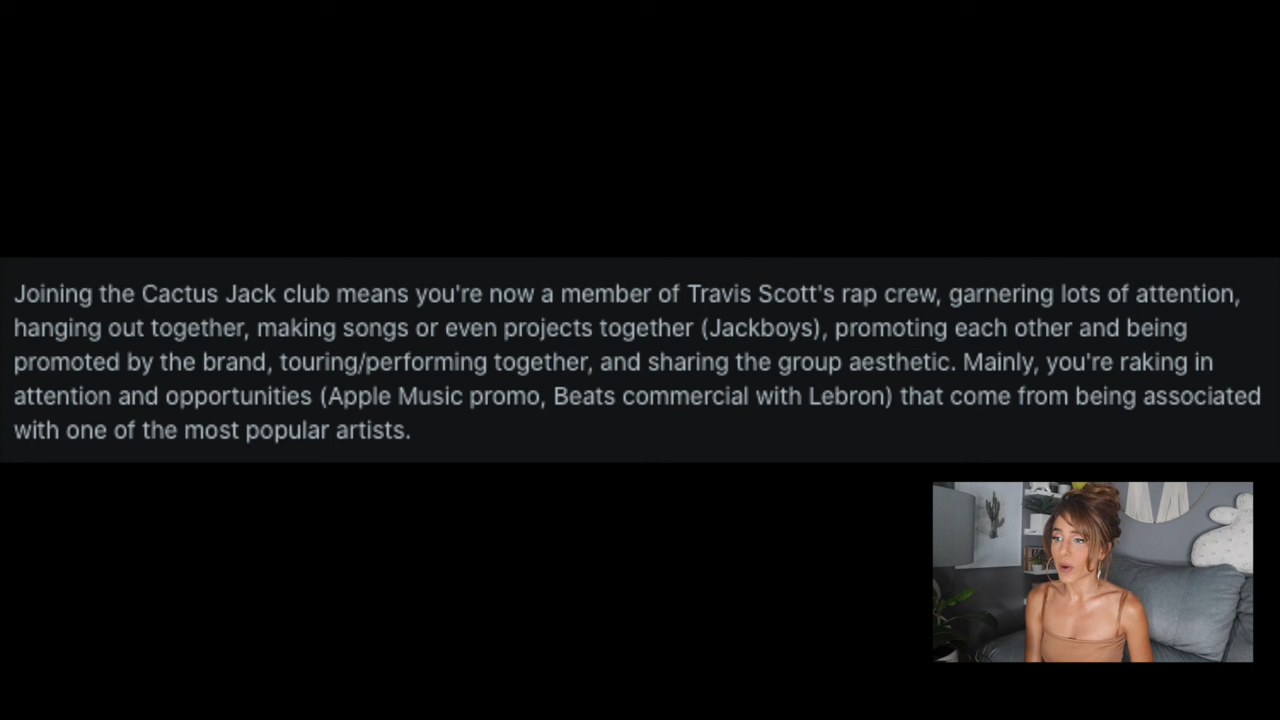 Joining the Cactus Jack club means you're now a member of Travis Scott's rap crew, garnering lots of attention,
hanging out together, making songs or even projects together (Jackboys), promoting each other and being
promoted by the brand, touring/performing together, and sharing the group aesthetic. Mainly, you're raking in
attention and opportunities (Apple Music promo, Beats commercial with Lebron) that come from being associated
with one of the most popular artists.